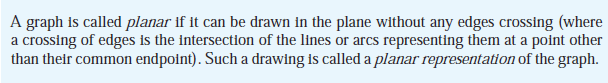 A graph is called planar if it can be drawn in the plane without any edges crossing (where
a crossing of edges is the intersection of the lines or arcs representing them at a point other
than their common endpoint). Such a drawing is called a planar representation of the graph.